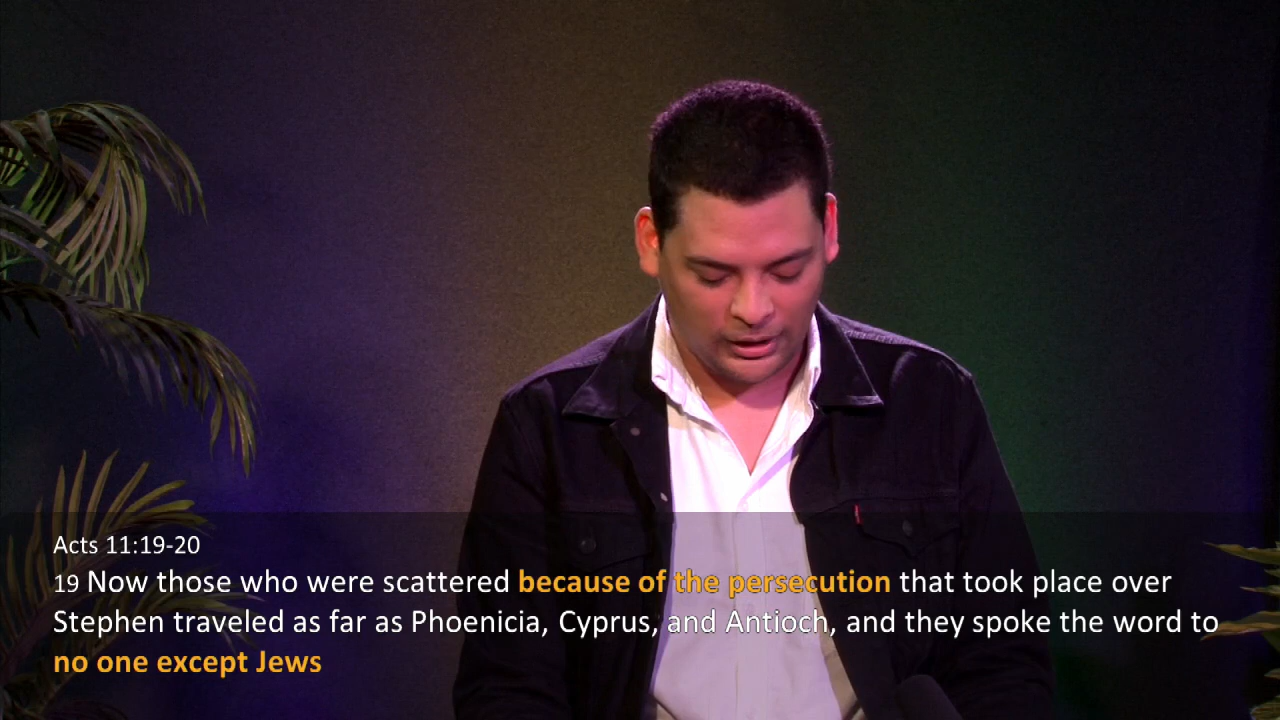 Acts 11:19-20
19 Now those who were scattered because of the persecution that took place over
Stephen traveled as far as Phoenicia, Cyprus, and Antioch, and they spoke the word to
no one except Jews